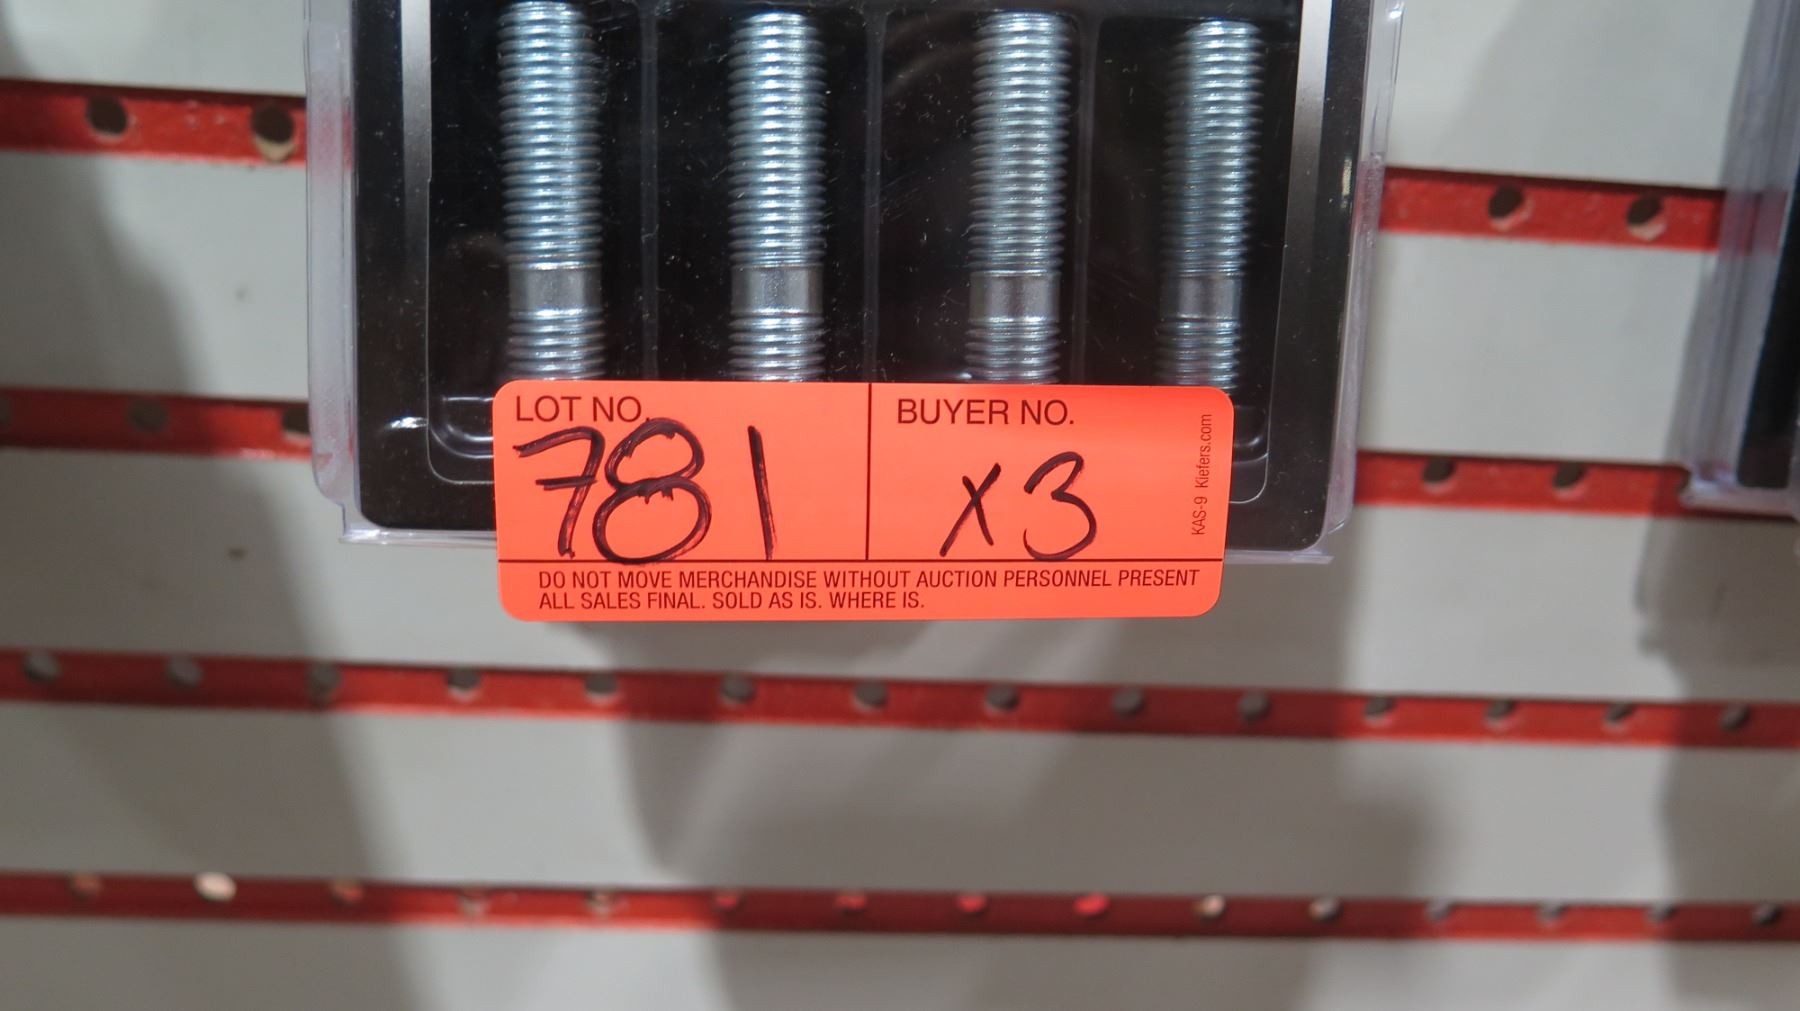 LOT NO. BUYER NO.
781 x3
KAS-9 Kiefers.com
DO NOT MOVE MERCHANDISE WITHOUT AUCTION PERSONNEL PRESENT
ALL SALES FINAL. SOLD AS IS. WHERE IS.